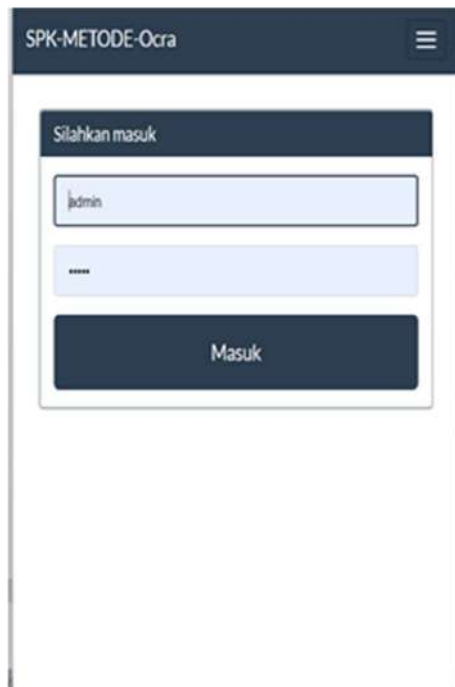 SPK-METODE-Ocra
Silahkan masuk
admin
•••••
Masuk